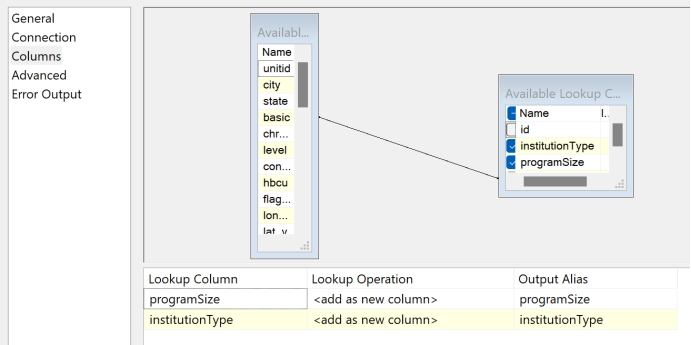 General
Connection
Columns
Advanced
Error Output
Availabl...
Name
unitid
city
state
basic
chr...
level
con...
hbcu
flag...
lon...
lat_v
Available Lookup C...
Name I..
id
institutionType
programSize
Lookup Column Lookup Operation Output Alias
programSize <add as new column> programSize
institutionType <add as new column> institutionType